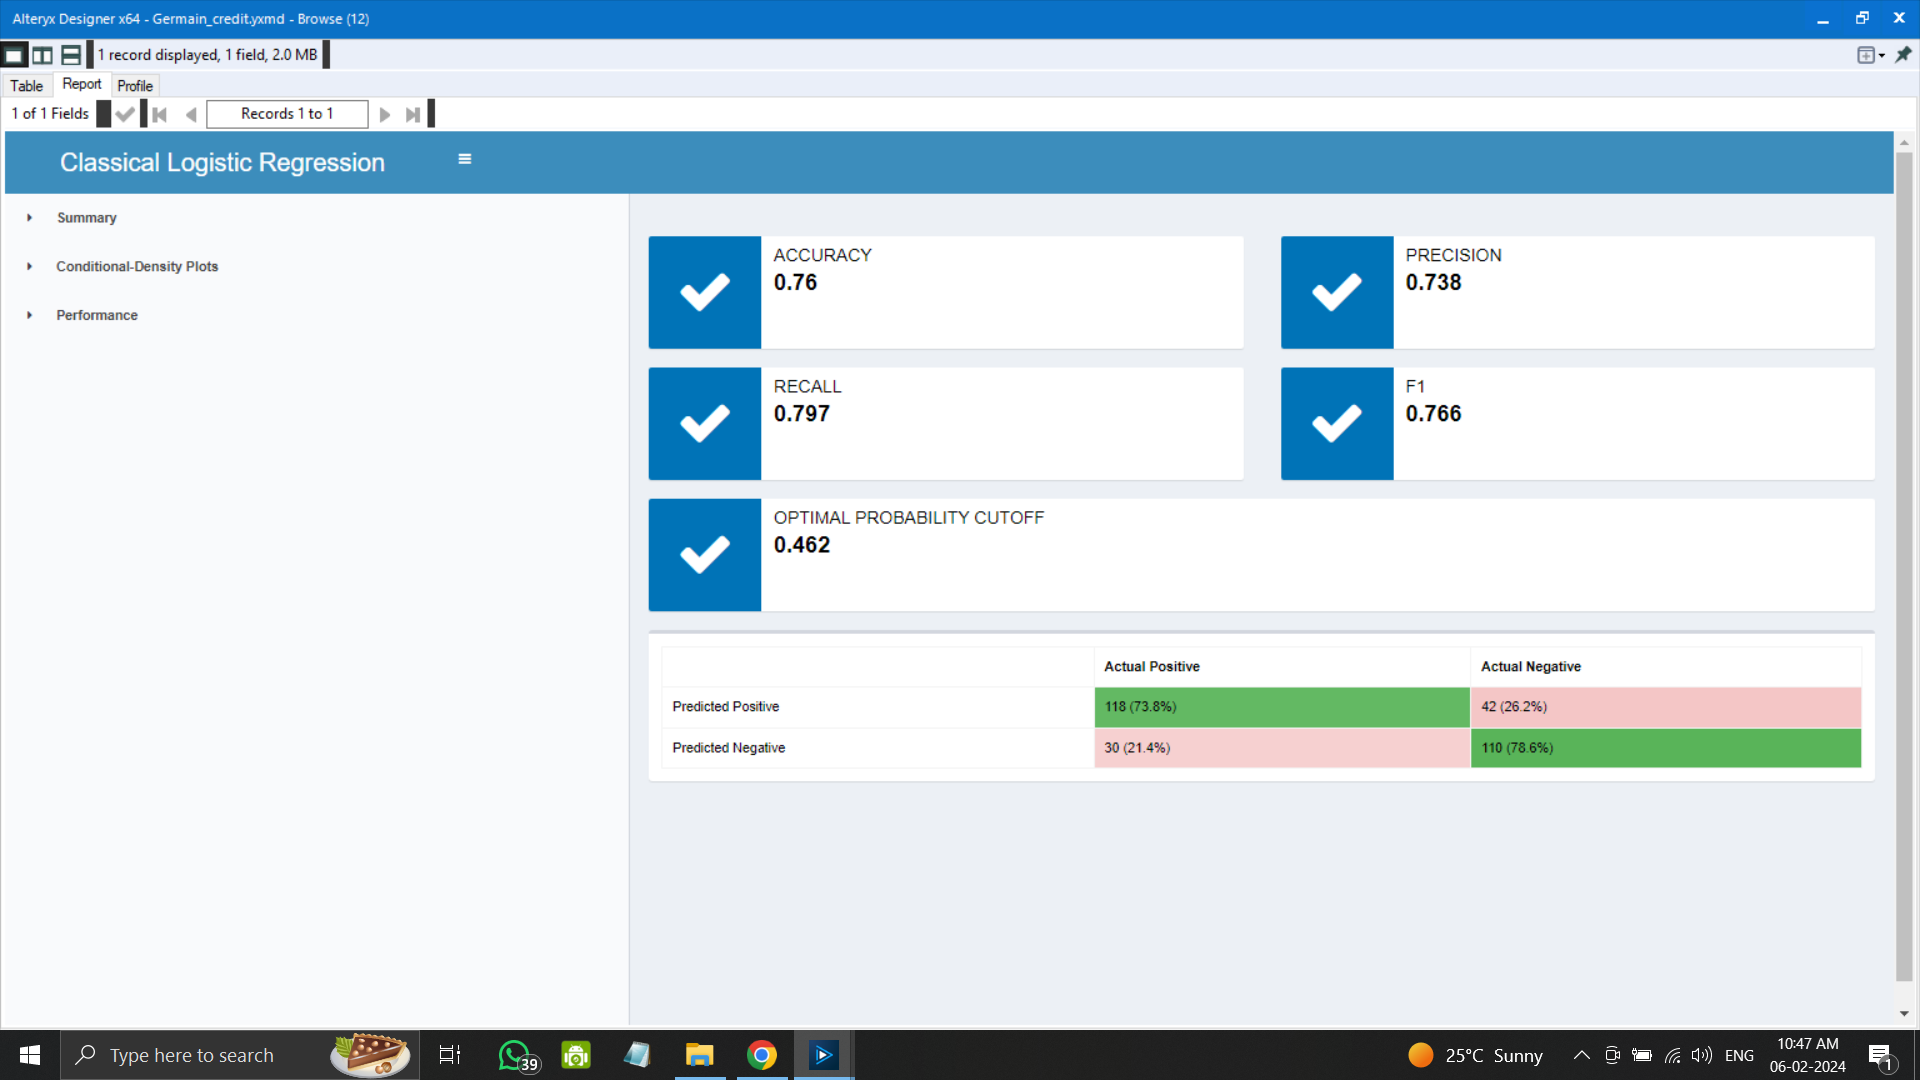 Alteryx Designer x64 - Germain_credit.yxmd - Browse (12)
1 record displayed, 1 field, 2.0 MB
Table Report Profile
1 of 1 Fields Records 1 to 1
Classical Logistic Regression
Summary
Conditional-Density Plots
Performance
ACCURACY
0.76
PRECISION
0.738
RECALL
0.797
F1
0.766
OPTIMAL PROBABILITY CUTOFF
0.462
Actual Positive Actual Negative
Predicted Positive 118 (73.8%) 42 (26.2%)
Predicted Negative 30 (21.4%) 110 (78.6%)
Type here to search
39
25°C Sunny
ENG
10:47 AM
06-02-2024
1